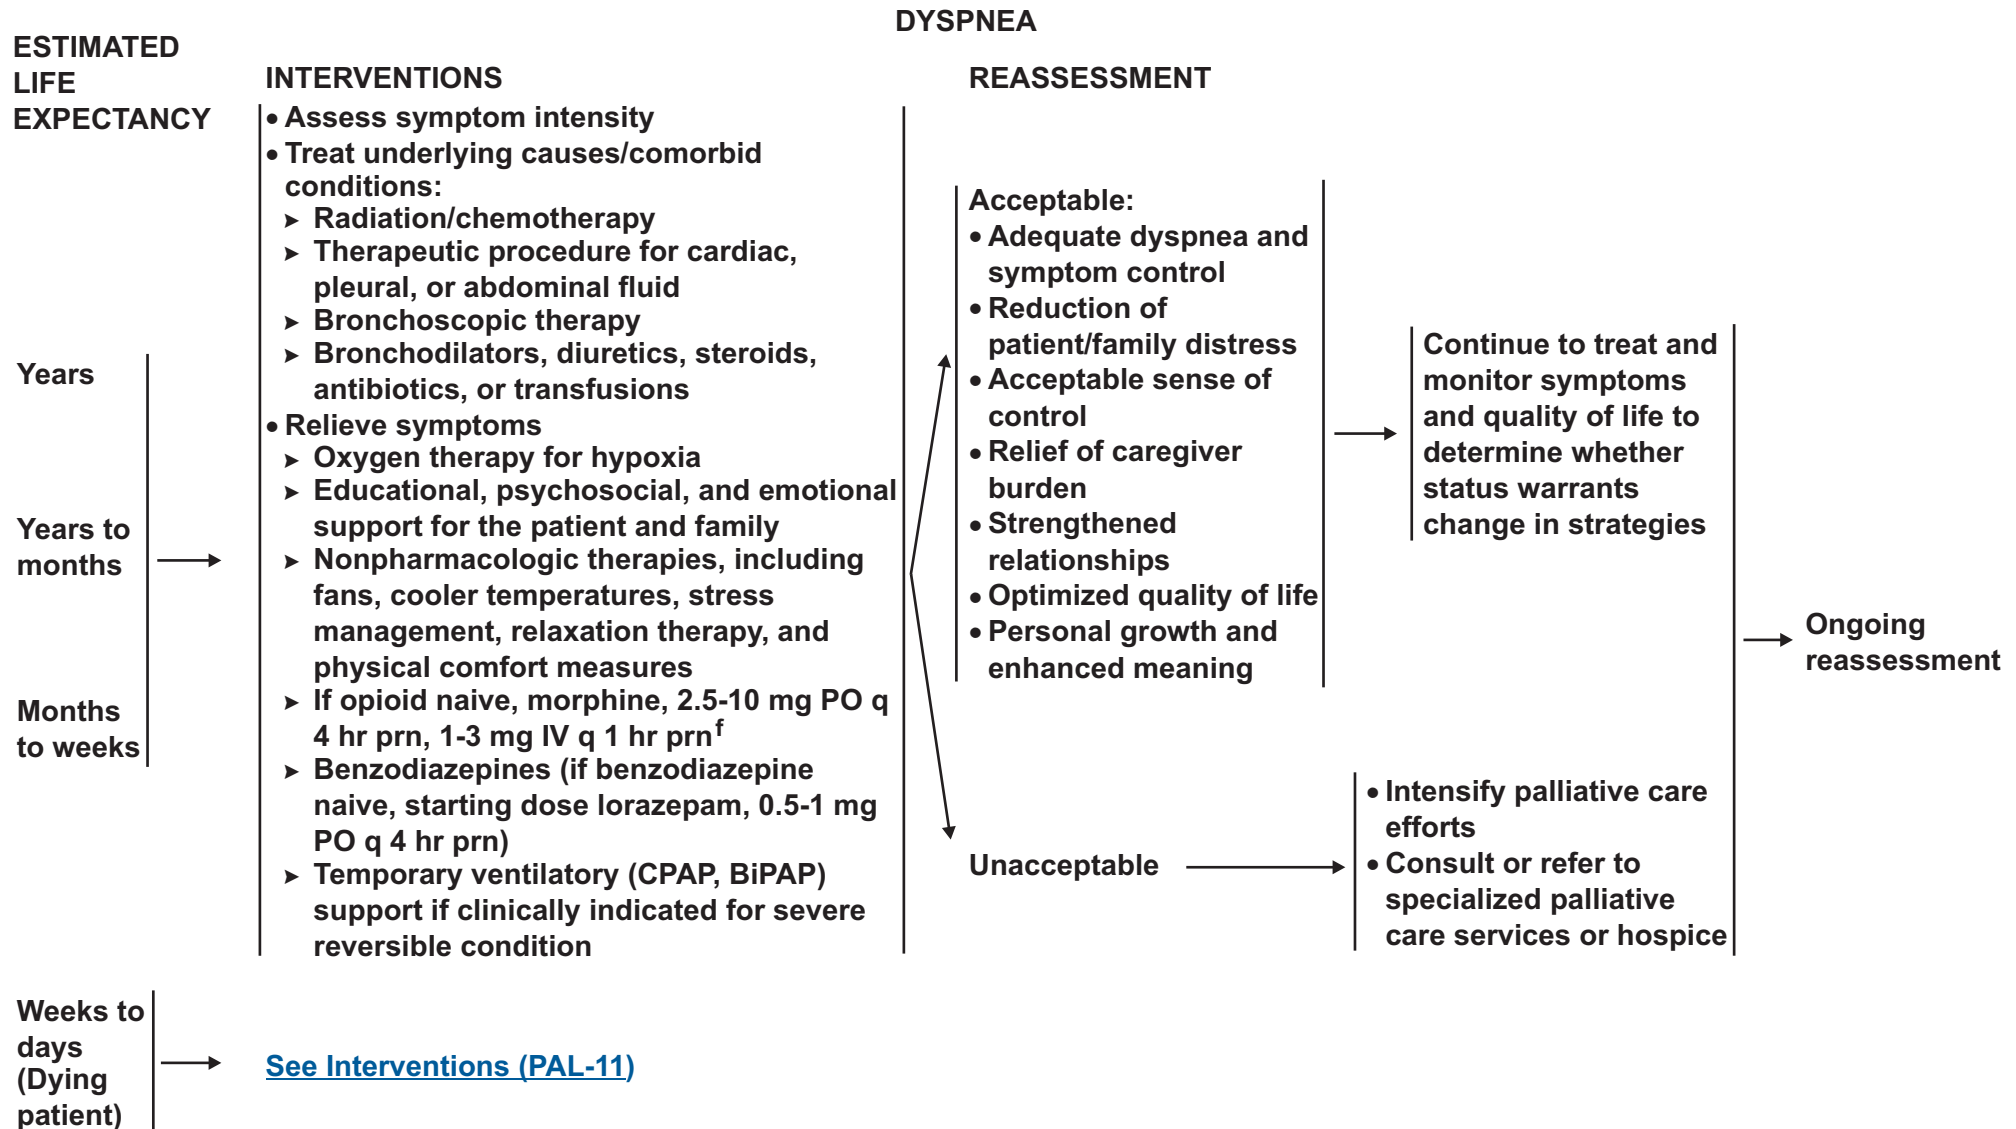 DYSPNEA
ESTIMATED
LIFE
EXPECTANCY
INTERVENTIONS
REASSESSMENT
Years
Years to
months
Months
to weeks
• Assess symptom intensity
• Treat underlying causes/comorbid
conditions:
➤ Radiation/chemotherapy
➤ Therapeutic procedure for cardiac,
pleural, or abdominal fluid
➤ Bronchoscopic therapy
➤ Bronchodilators, diuretics, steroids,
antibiotics, or transfusions
• Relieve symptoms
➤ Oxygen therapy for hypoxia
➤ Educational, psychosocial, and emotional
support for the patient and family
➤ Nonpharmacologic therapies, including
fans, cooler temperatures, stress
management, relaxation therapy, and
physical comfort measures
➤ If opioid naive, morphine, 2.5-10 mg PO q
4 hr prn, 1-3 mg IV q 1 hr prn f
➤ Benzodiazepines (if benzodiazepine
naive, starting dose lorazepam, 0.5-1 mg
PO q 4 hr prn)
➤ Temporary ventilatory (CPAP, BiPAP)
support if clinically indicated for severe
reversible condition
Acceptable:
• Adequate dyspnea and
symptom control
• Reduction of
patient/family distress
• Acceptable sense of
control
• Relief of caregiver
burden
• Strengthened
relationships
• Optimized quality of life
• Personal growth and
enhanced meaning
Continue to treat and
monitor symptoms
and quality of life to
determine whether
status warrants
change in strategies
Unacceptable
• Intensify palliative care
efforts
• Consult or refer to
specialized palliative
care services or hospice
Ongoing
reassessment
Weeks to
days
(Dying
patient)
See Interventions (PAL-11)